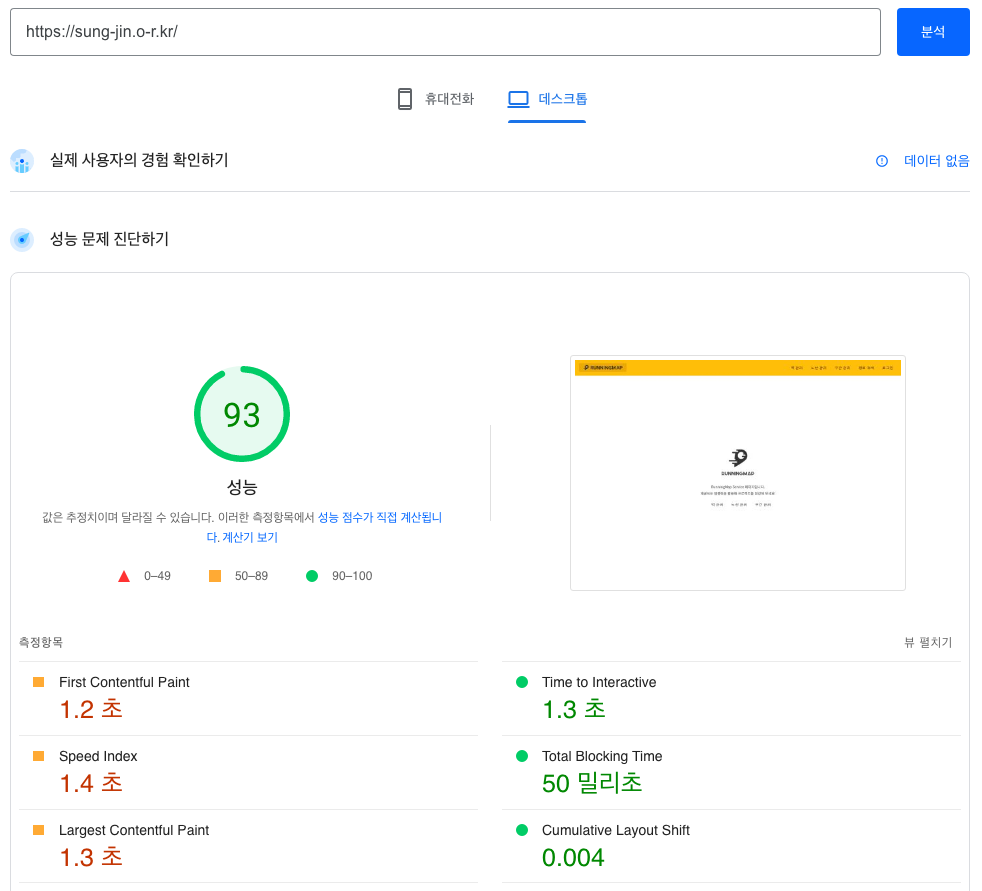 https://sung-jin.o-r.kr/
분석
휴대전화
데스크톱
실제 사용자의 경험 확인하기
데이터 없음
성능 문제 진단하기
93
성능
값은 추정치이며 달라질 수 있습니다. 이러한 측정항목에서 성능 점수가 직접 계산됩니
다. 계산기 보기
0–49
50–89
90–100
RUNNINGMAP
RUNNINGMAP
측정항목
뷰 펼치기
First Contentful Paint
1.2 초
Time to Interactive
1.3 초
Speed Index
1.4 초
Total Blocking Time
50 밀리초
Largest Contentful Paint
1.3 초
Cumulative Layout Shift
0.004